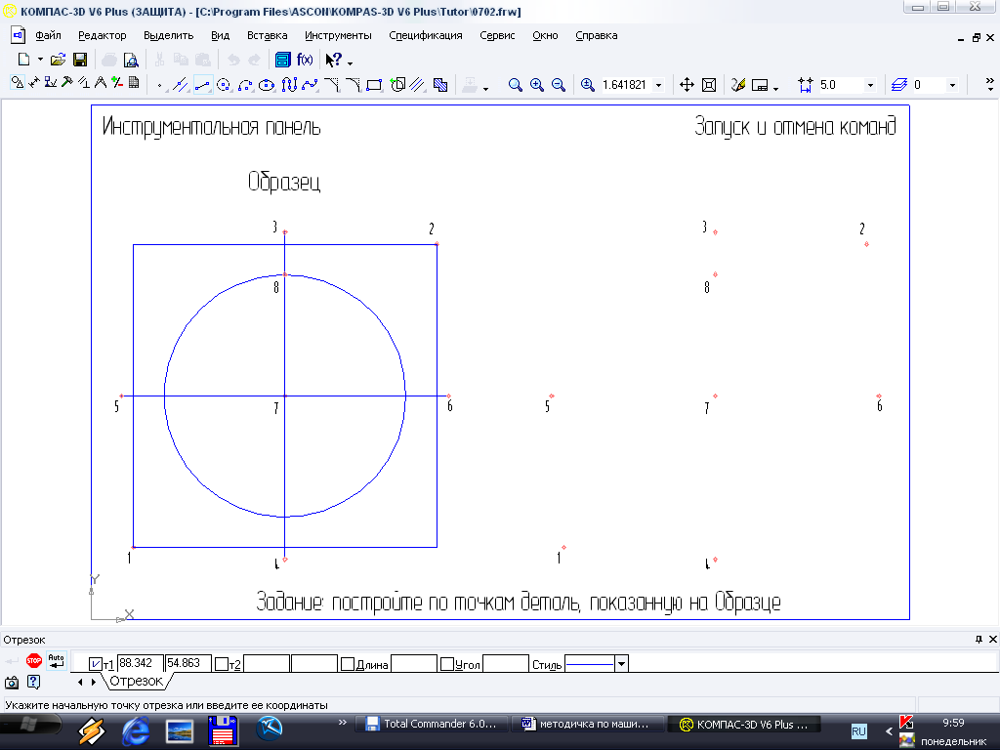 КОМПАС-3D V6 Plus (ЗАЩИТА) - [C:\Program Files\ASCON\KOMPAS-3D V6 Plus\Tutor\0702.frw]
Файл Редактор Выделить Вид Вставка Инструменты Спецификация Сервис Окно Справка
f(x) ?
1.641821 5.0 0
Инструментальная панель Запуск и отмена команд
Образец
3 2 3 2
8 8
5 7 6 5 7 6
1 4 1 4
Y
X
Задание: постройте по точкам деталь, показанную на Образце
Отрезок
STOP Auto т1 88.342 54.863 т2 Длина Угол Стиль
Отрезок
Укажите начальную точку отрезка или введите ее координаты
Total Commander 6.0... методичка по маши... КОМПАС-3D V6 Plus ... RU 9:59
понедельник